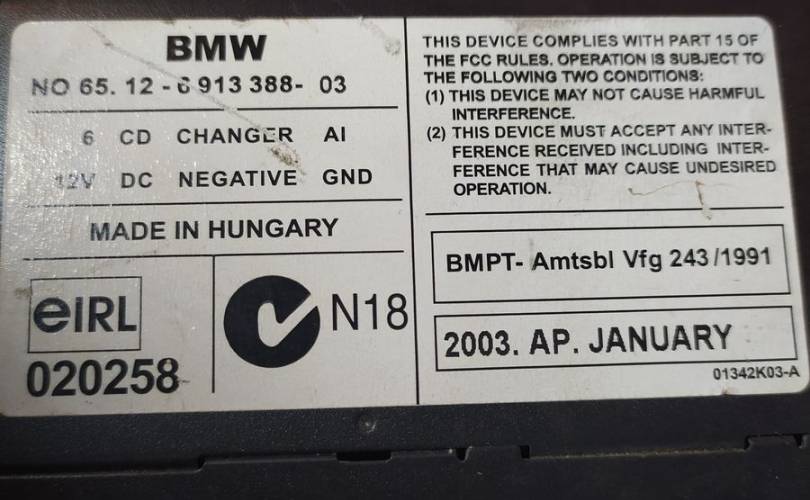 BMW
NO 65. 12 - 6 913 388- 03
6 CD CHANGER AI
12V DC NEGATIVE GND
MADE IN HUNGARY
eIRL
020258
N18
THIS DEVICE COMPLIES WITH PART 15 OF
THE FCC RULES. OPERATION IS SUBJECT TO
THE FOLLOWING TWO CONDITIONS:
(1) THIS DEVICE MAY NOT CAUSE HARMFUL
INTERFERENCE.
(2) THIS DEVICE MUST ACCEPT ANY INTER-
FERENCE RECEIVED INCLUDING INTER-
FERENCE THAT MAY CAUSE UNDESIRED
OPERATION.
BMPT- Amtsbl Vfg 243/1991
2003. AP. JANUARY
01342K03-A